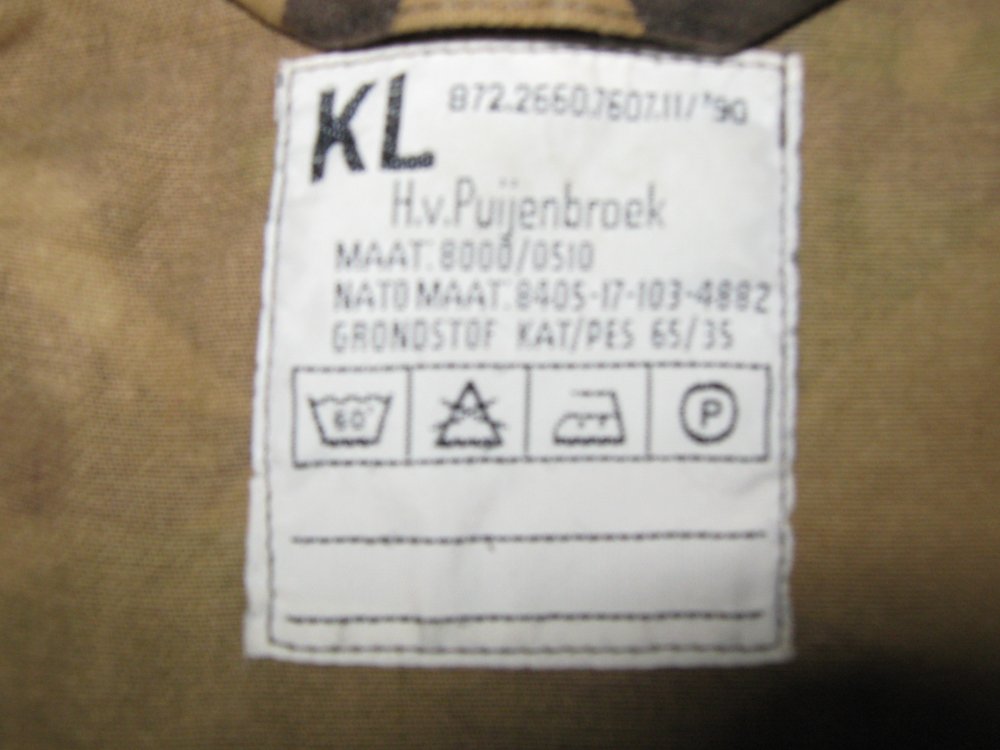 KL 872.2660.7607.11/'90
H.v.Puijenbroek
MAAT: 8000/0510
NATO MAAT: 8405-17-103-4882
GRONDSTOF KAT/PES 65/35
60° P